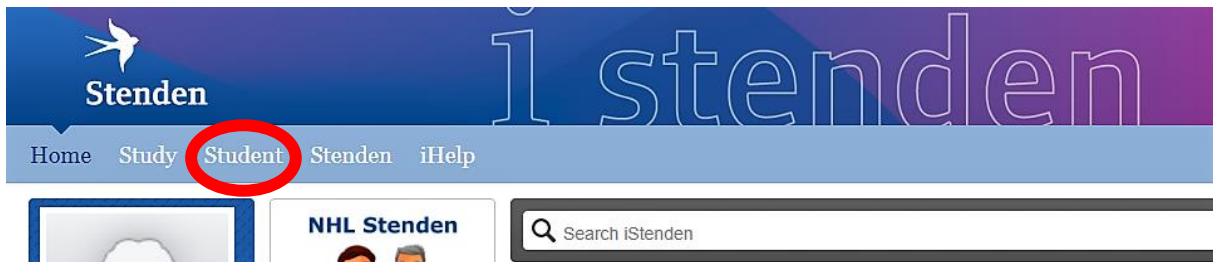 i stenden
Stenden
Home Study Student Stenden iHelp
NHL Stenden
Search iStenden